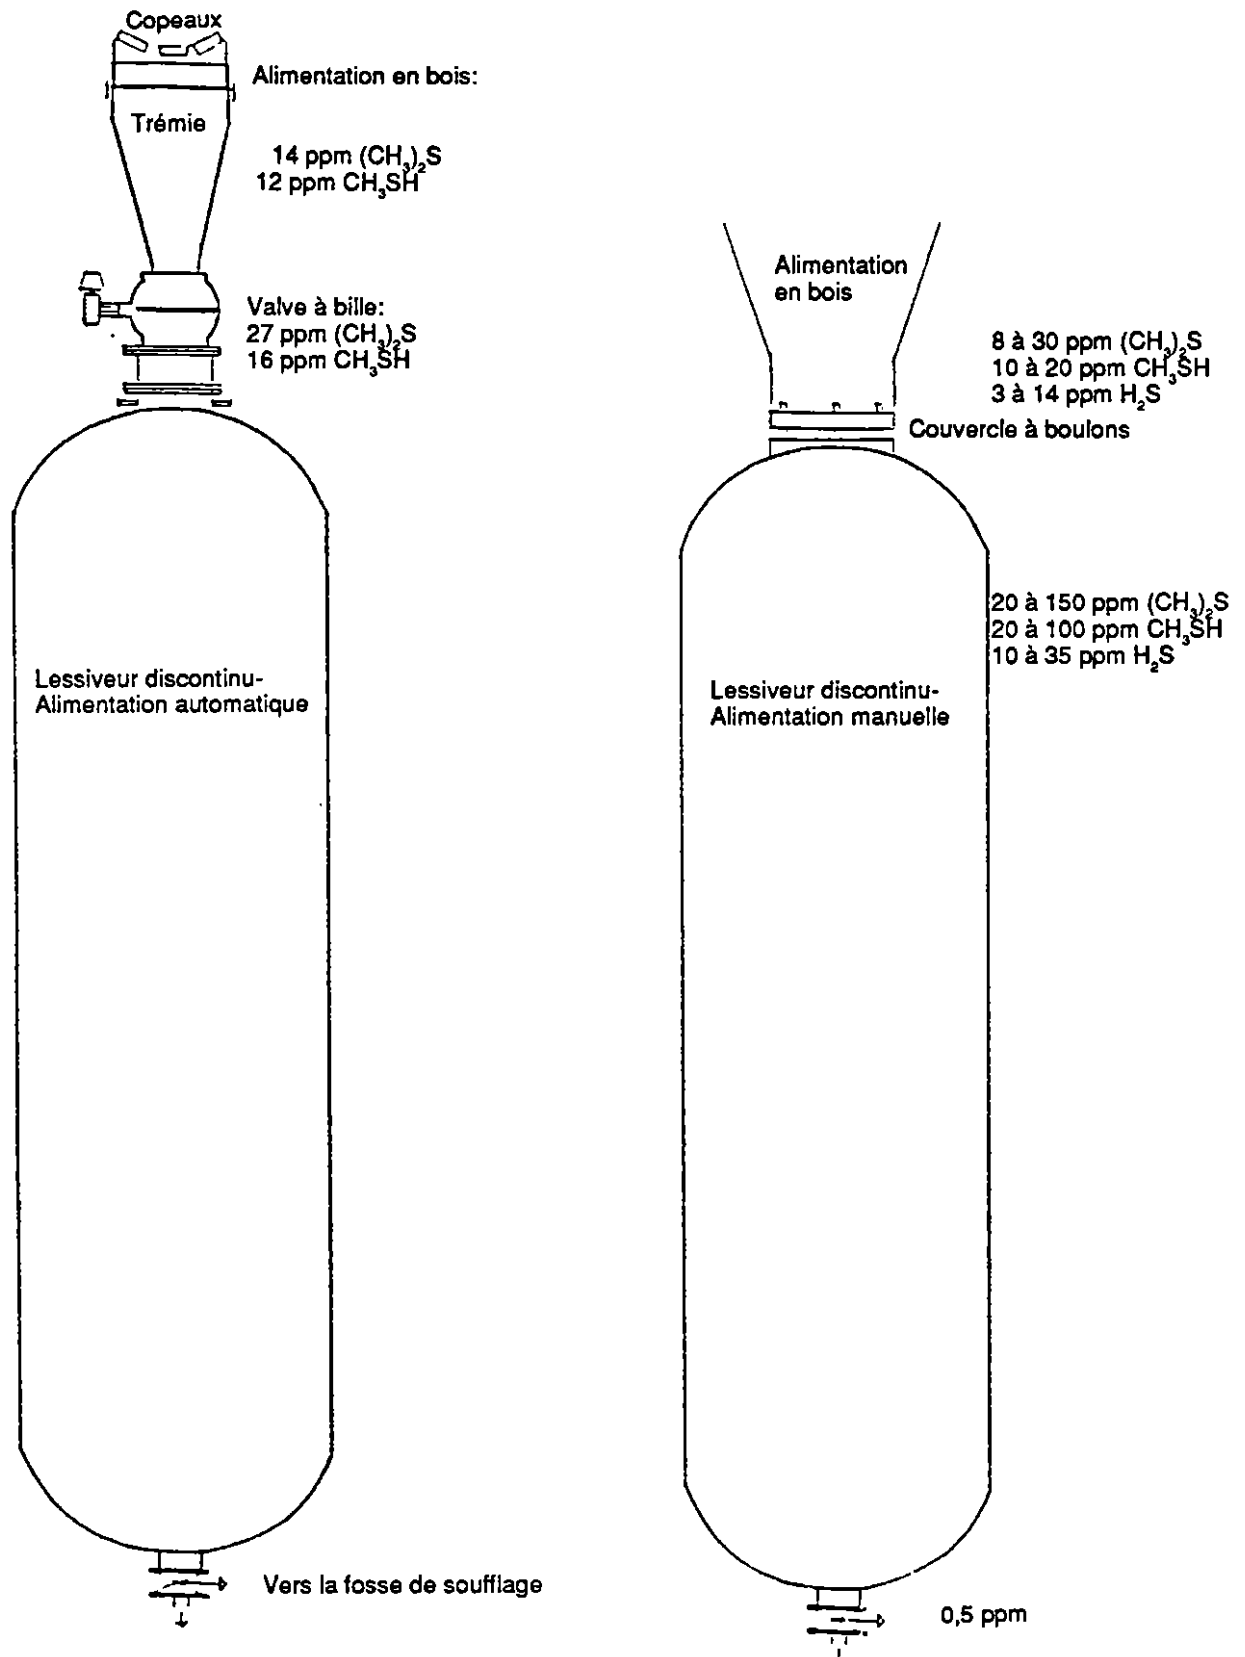 Copeaux
Alimentation en bois:
Trémie
14 ppm (CH₃)₂S
12 ppm CH₃SH
Valve à bille:
27 ppm (CH₃)₂S
16 ppm CH₃SH
Lessiveur discontinu-
Alimentation automatique
Vers la fosse de soufflage
Alimentation
en bois
8 à 30 ppm (CH₃)₂S
10 à 20 ppm CH₃SH
3 à 14 ppm H₂S
Couvercle à boulons
20 à 150 ppm (CH₃)₂S
20 à 100 ppm CH₃SH
10 à 35 ppm H₂S
Lessiveur discontinu-
Alimentation manuelle
0,5 ppm